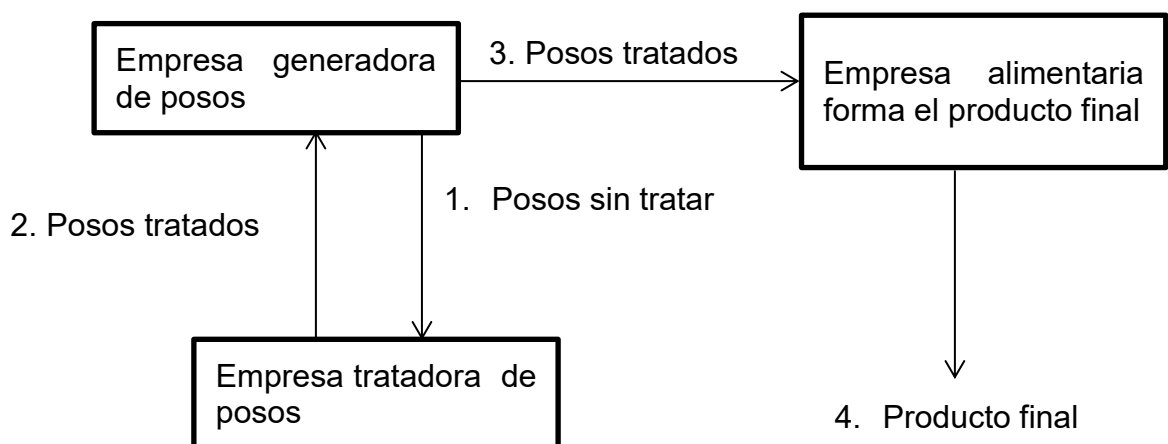 Empresa generadora
de posos
3. Posos tratados
Empresa alimentaria
forma el producto final
1. Posos sin tratar
2. Posos tratados
Empresa tratadora de
posos
4. Producto final